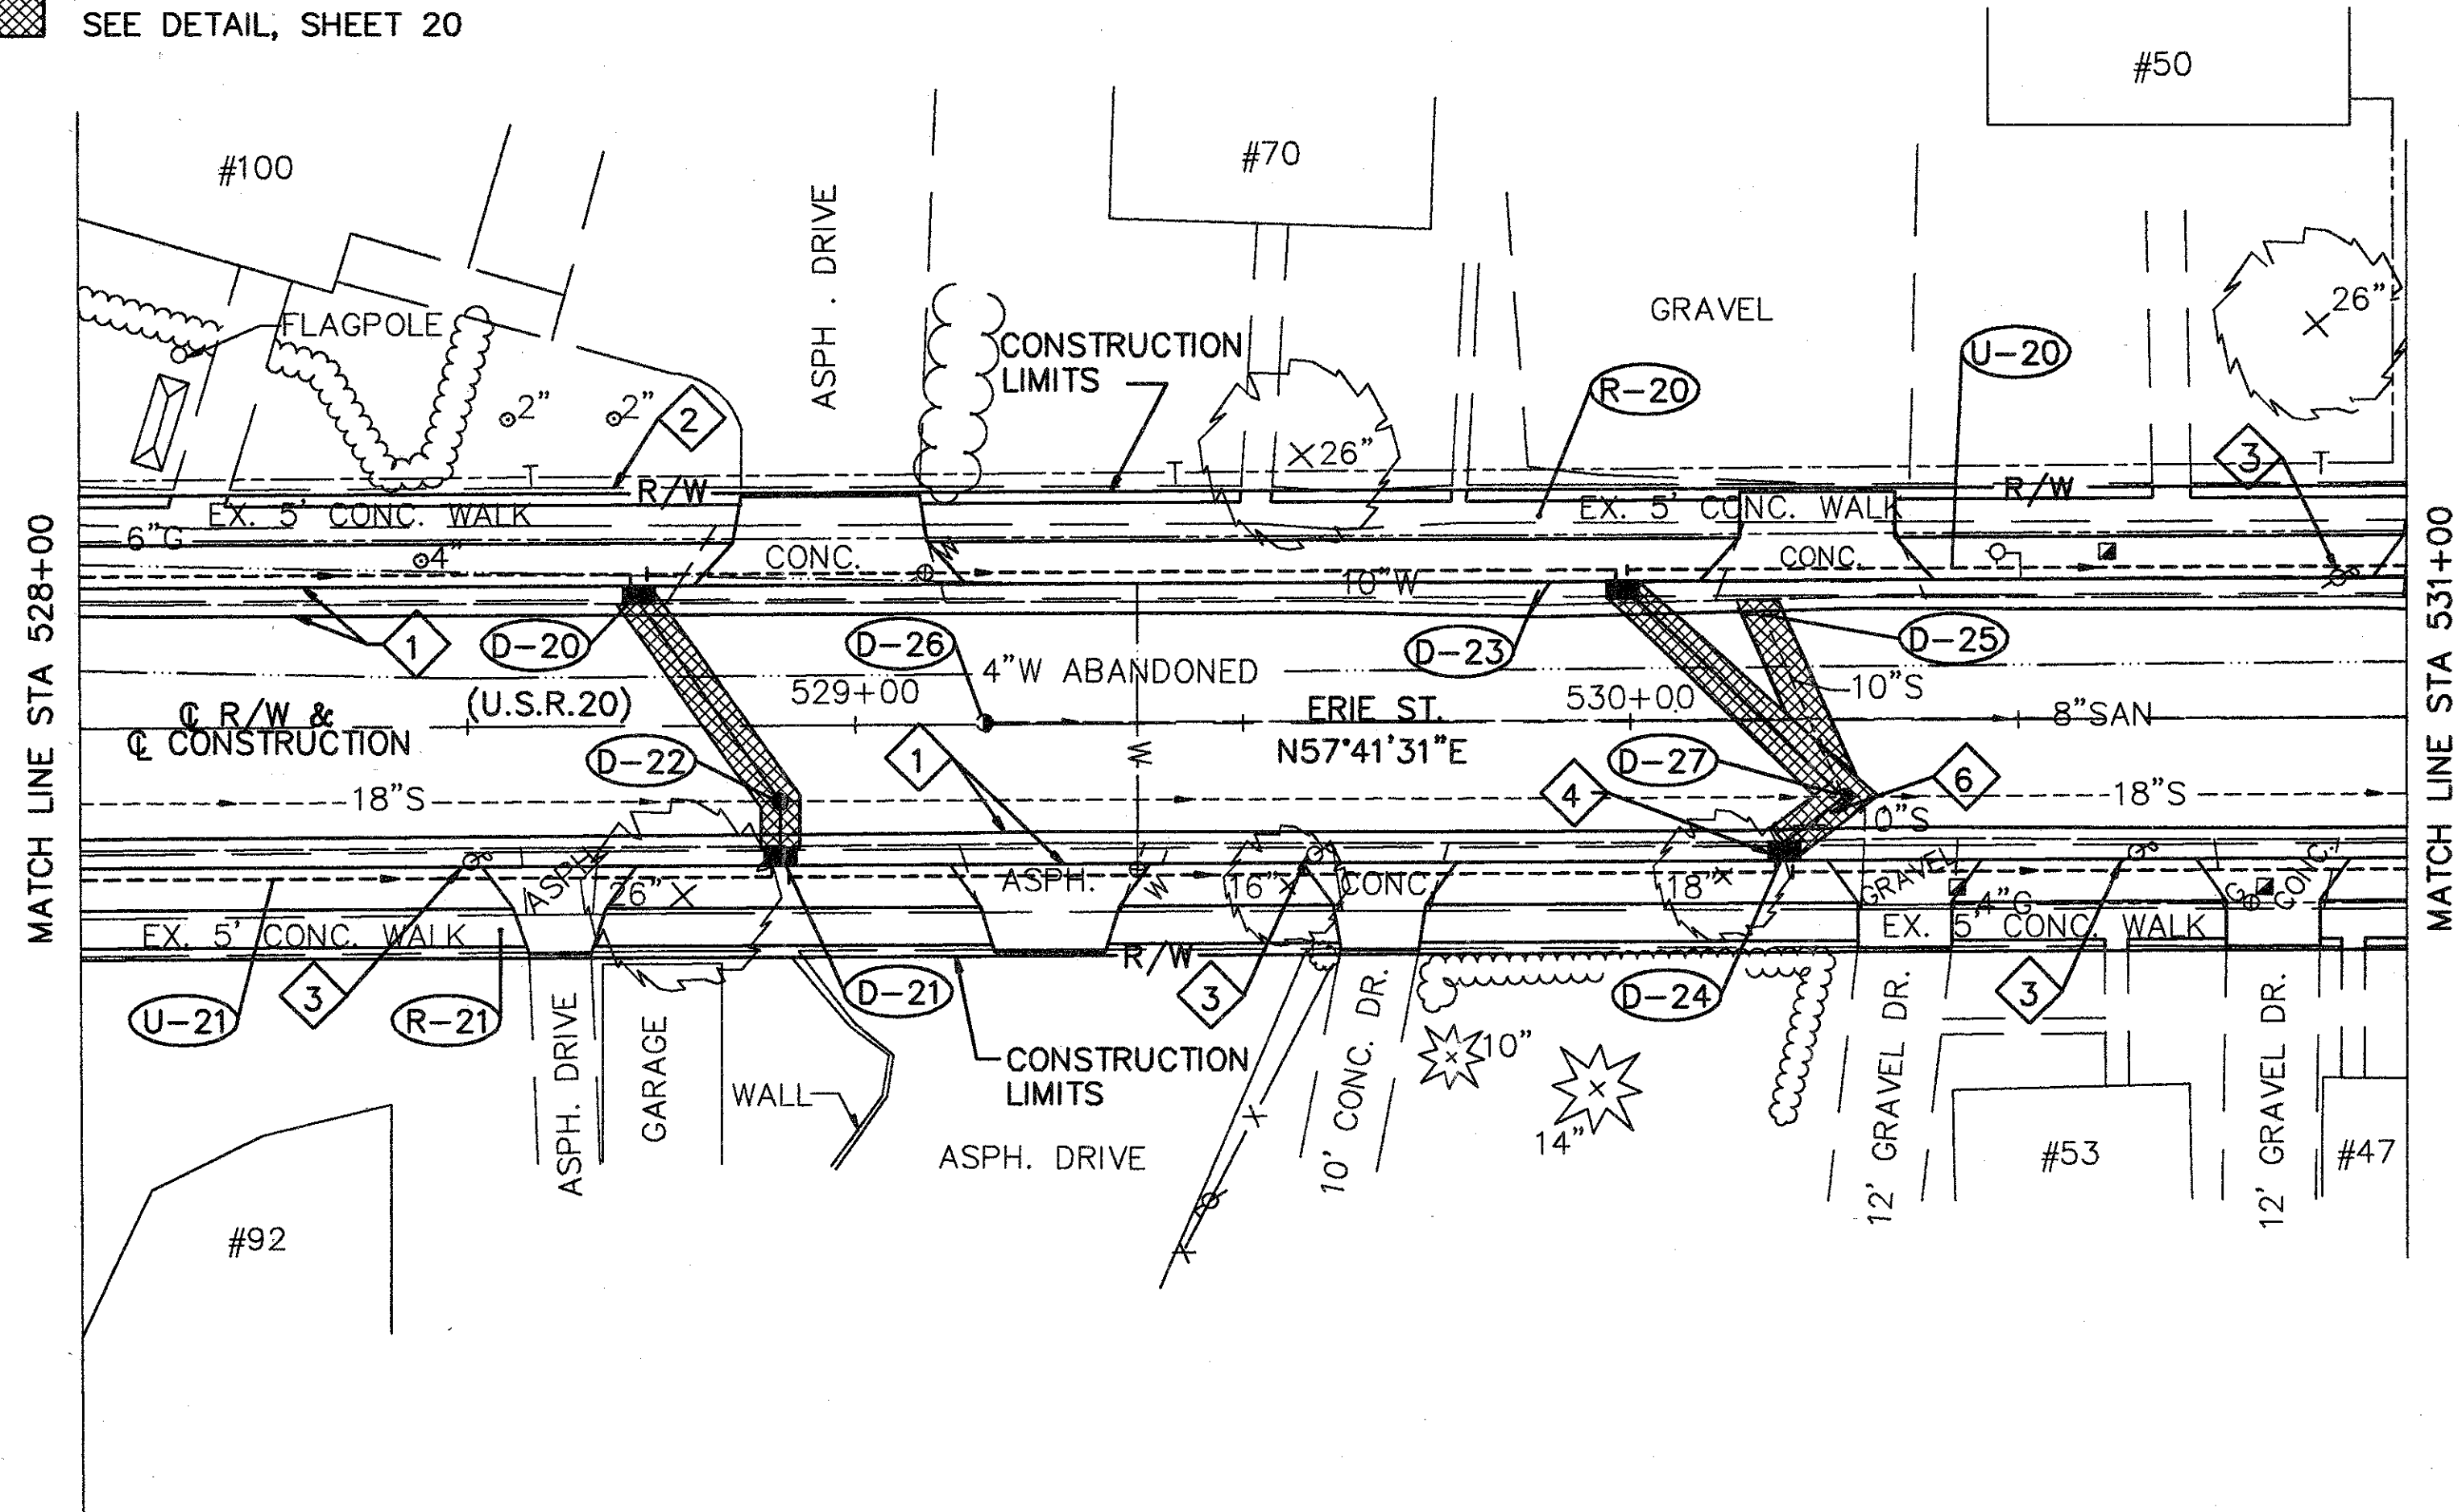 SEE DETAIL, SHEET 20
#50
#100
#70
ASPH. DRIVE
FLAGPOLE
GRAVEL
26"
CONSTRUCTION
LIMITS
U-20
R-20
2"
2"
2
26"
3
T
T
T
R/W
R/W
EX. 5' CONC. WALK
EX. 5' CONC. WALK
6"G
4"
CONC.
W
CONC.
10"W
1
D-20
D-26
D-23
D-25
4"W ABANDONED
10"S
529+00
530+00
(U.S.R.20)
℄ R/W &
℄ CONSTRUCTION
ERIE ST.
N57°41'31"E
8"SAN
MATCH LINE STA 528+00
MATCH LINE STA 531+00
D-22
1
W
D-27
4
6
18"S
18"S
0"S
ASPH.
26"
ASPH.
W
16"
CONC.
18"
GRAVEL
4"G
G
CONC.
EX. 5' CONC. WALK
EX. 5' CONC. WALK
R/W
U-21
3
R-21
D-21
3
D-24
3
ASPH. DRIVE
GARAGE
WALL
CONSTRUCTION
LIMITS
ASPH. DRIVE
10' CONC. DR.
10"
14"
12' GRAVEL DR.
12' GRAVEL DR.
#53
#47
#92